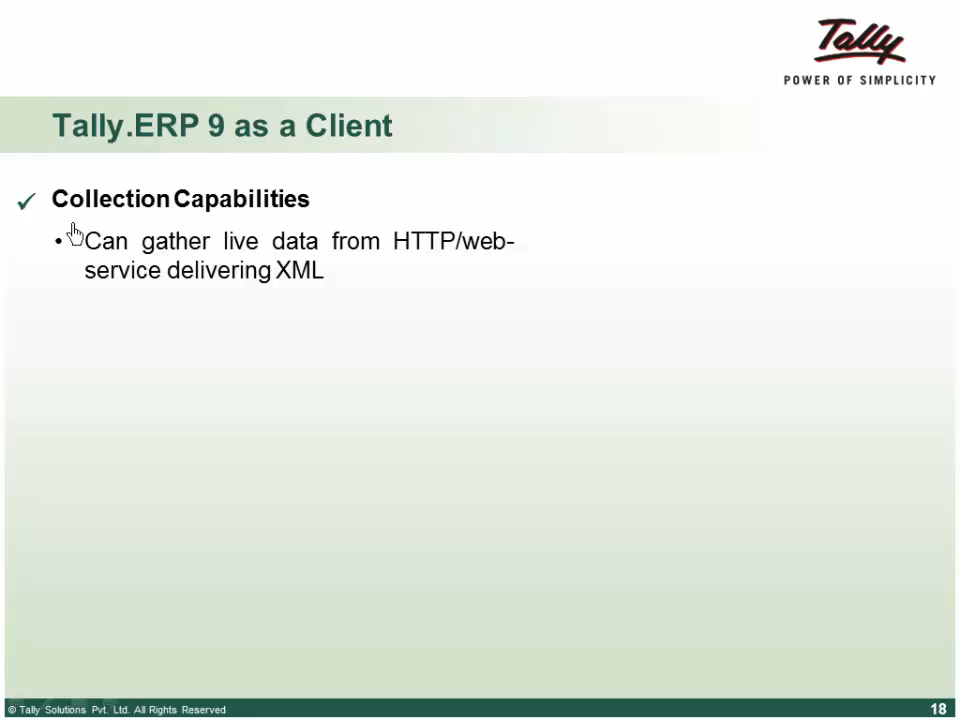 Tally
POWER OF SIMPLICITY
Tally.ERP 9 as a Client
✓ Collection Capabilities
• Can gather live data from HTTP/web-
service delivering XML
© Tally Solutions Pvt. Ltd. All Rights Reserved
18